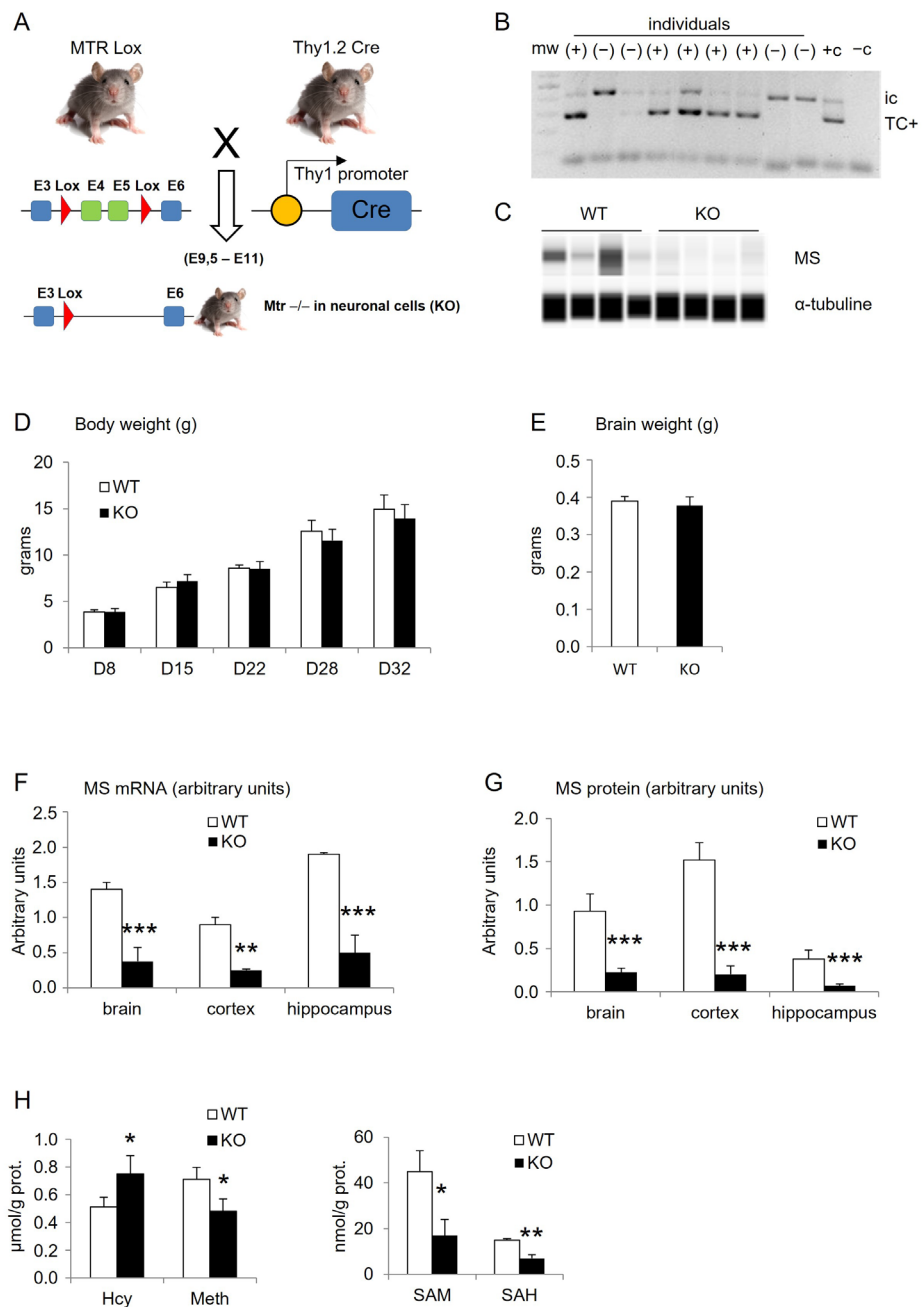 A
MTR Lox
Thy1.2 Cre
X
E3 Lox E4 E5 Lox E6
Thy1 promoter
Cre
(E9,5 – E11)
E3 Lox E6
Mtr –/– in neuronal cells (KO)
B
individuals
mw (+) (–) (–) (+) (+) (+) (+) (–) (–) +c –c
ic
TC+
C
WT KO
MS
α-tubuline
D Body weight (g)
grams
20
15
10
5
0
WT
KO
D8 D15 D22 D28 D32
E Brain weight (g)
grams
0.5
0.4
0.3
0.2
0.1
0.0
WT KO
F MS mRNA (arbitrary units)
Arbitrary units
2.0
1.5
1.0
0.5
0.0
WT
KO
*** ** ***
brain cortex hippocampus
G MS protein (arbitrary units)
Arbitrary units
2.0
1.5
1.0
0.5
0.0
WT
KO
*** *** ***
brain cortex hippocampus
H
µmol/g prot.
1.0
0.8
0.6
0.4
0.2
0.0
WT
KO
* *
Hcy Meth
nmol/g prot.
60
40
20
0
WT
KO
* **
SAM SAH